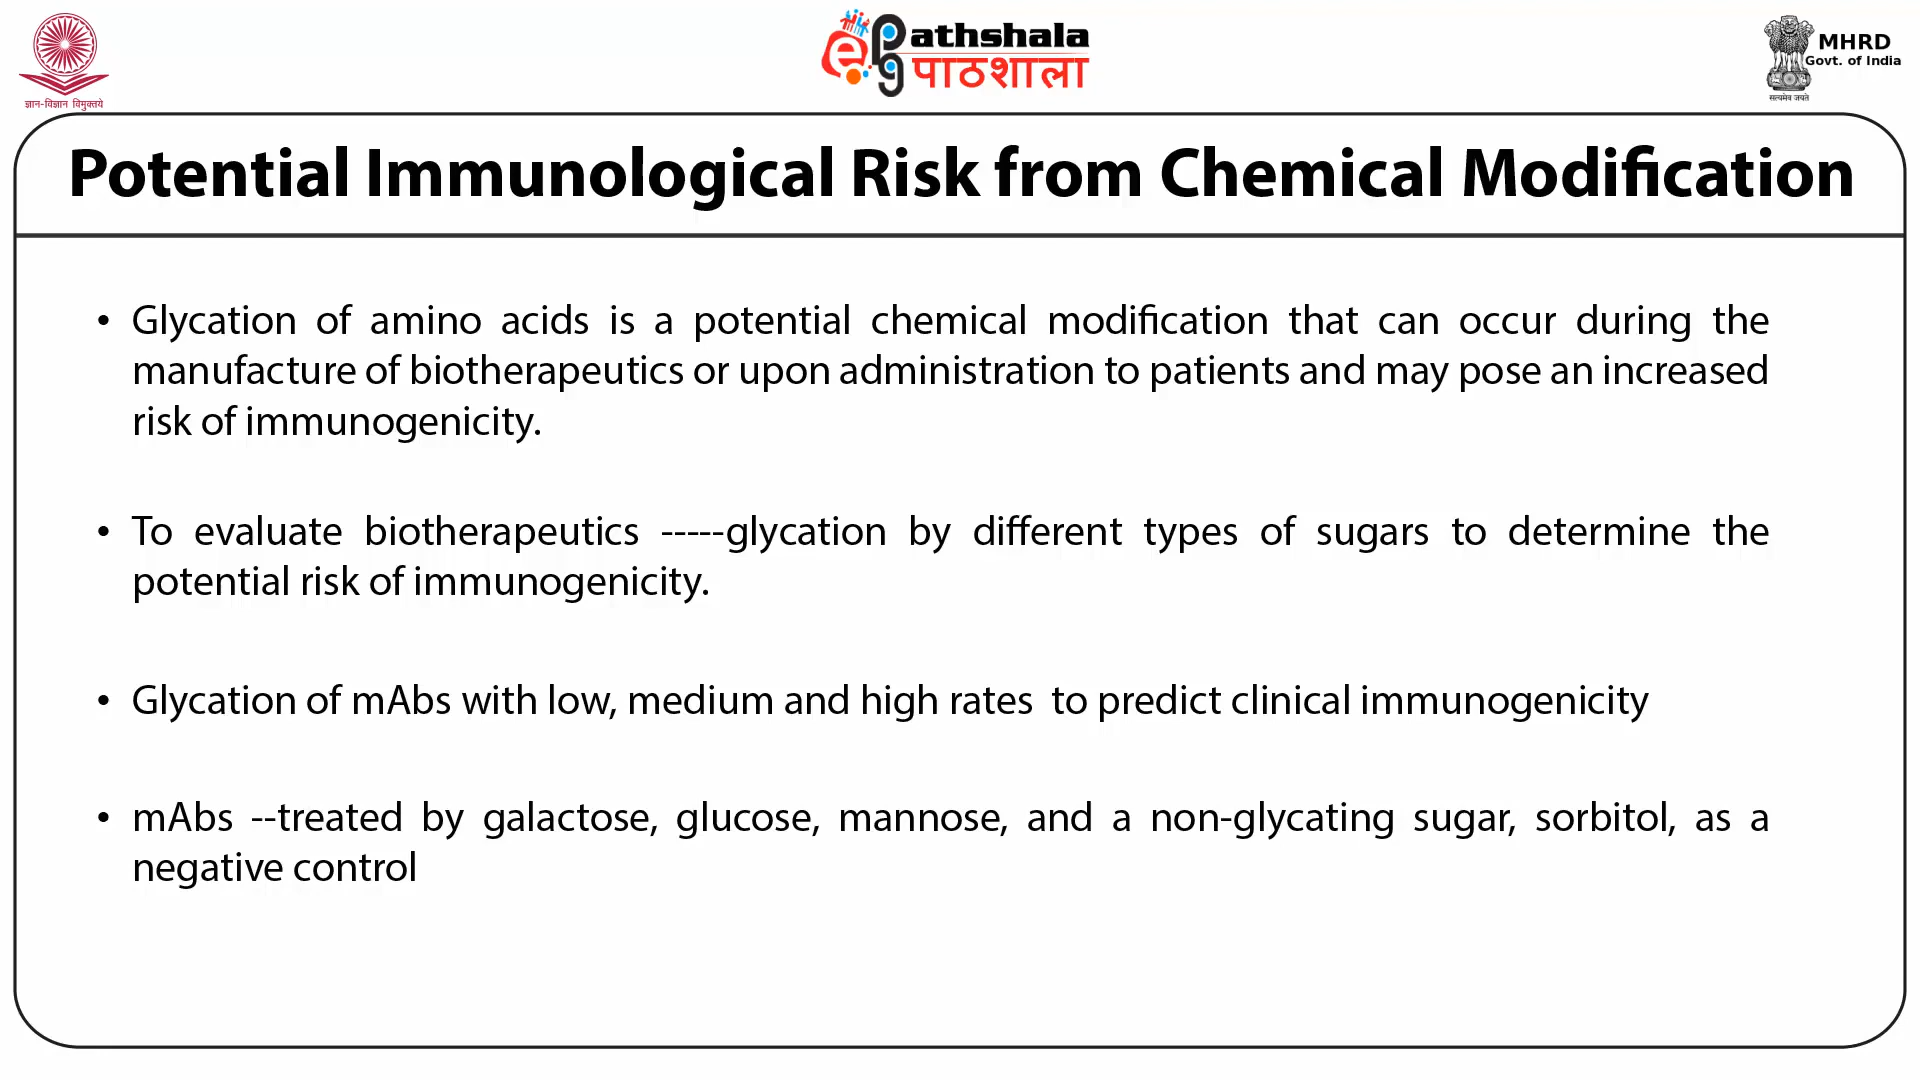 ज्ञान-विज्ञान विमुक्तये
ePathshala
पाठशाला
MHRD
Govt. of India
सत्यमेव जयते
Potential Immunological Risk from Chemical Modification
• Glycation of amino acids is a potential chemical modification that can occur during the
manufacture of biotherapeutics or upon administration to patients and may pose an increased
risk of immunogenicity.
• To evaluate biotherapeutics -----glycation by different types of sugars to determine the
potential risk of immunogenicity.
• Glycation of mAbs with low, medium and high rates to predict clinical immunogenicity
• mAbs --treated by galactose, glucose, mannose, and a non-glycating sugar, sorbitol, as a
negative control